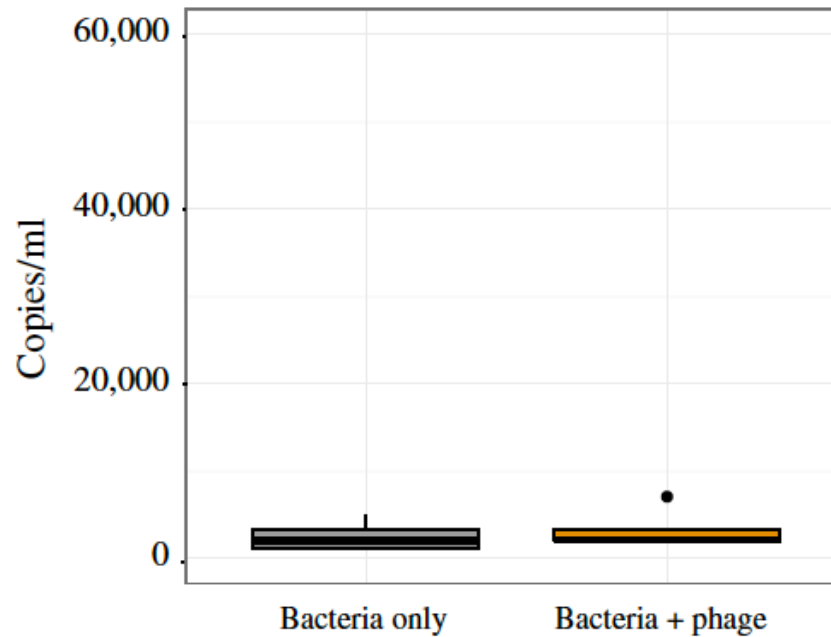 60,000
40,000
20,000
0
Copies/ml
Bacteria only
Bacteria + phage